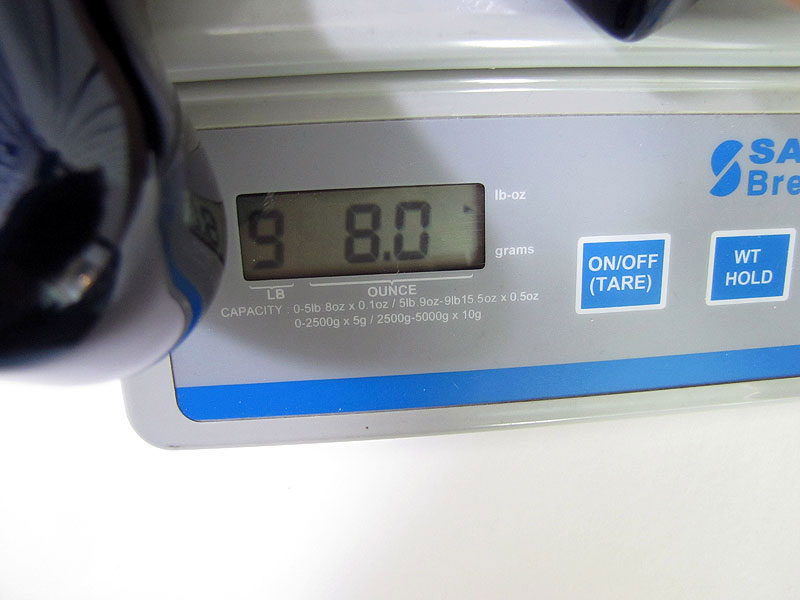 SA
Bre
lb-oz
9 8.0
grams
ON/OFF
(TARE)
WT
HOLD
LB
OUNCE
CAPACITY : 0-5lb.8oz x 0.1oz / 5lb.9oz-9lb15.5oz x 0.5oz
0-2500g x 5g / 2500g-5000g x 10g